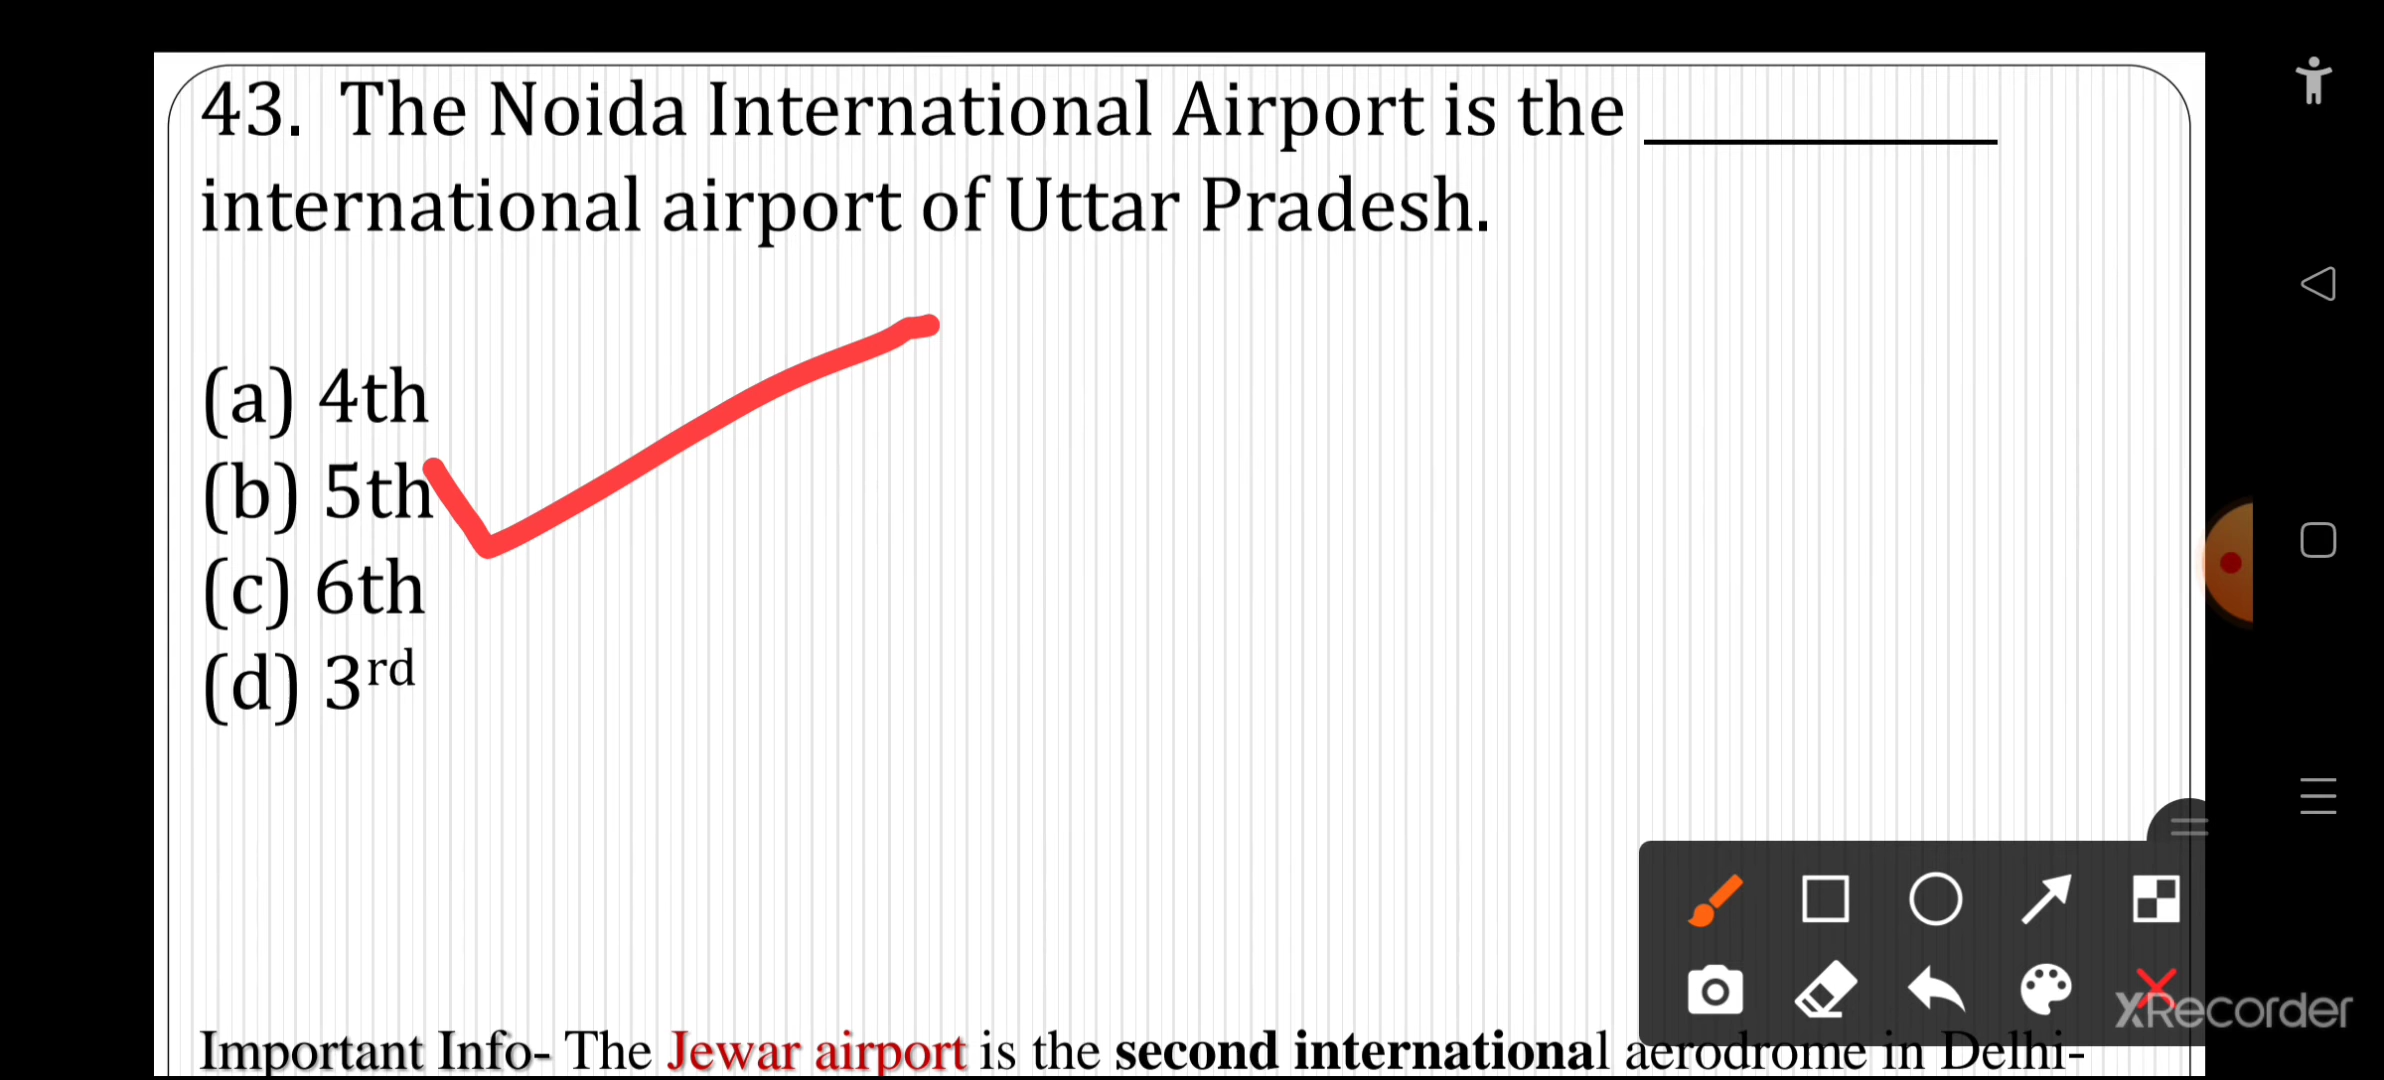 43. The Noida International Airport is the ____________
international airport of Uttar Pradesh.
(a) 4th
(b) 5th
(c) 6th
(d) 3rd
XRecorder
Important Info- The Jewar airport is the second international aerodrome in Delhi-